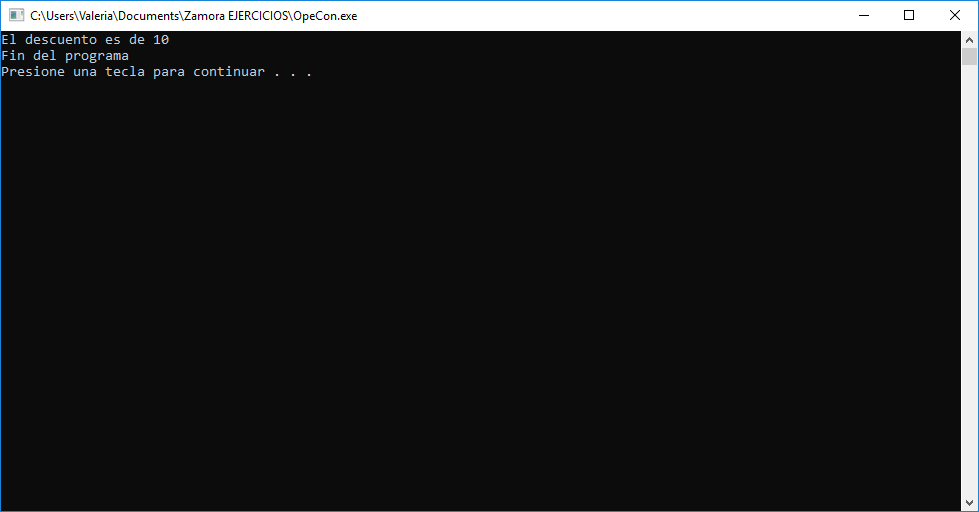 C:\Users\Valeria\Documents\Zamora EJERCICIOS\OpeCon.exe
El descuento es de 10
Fin del programa
Presione una tecla para continuar . . .